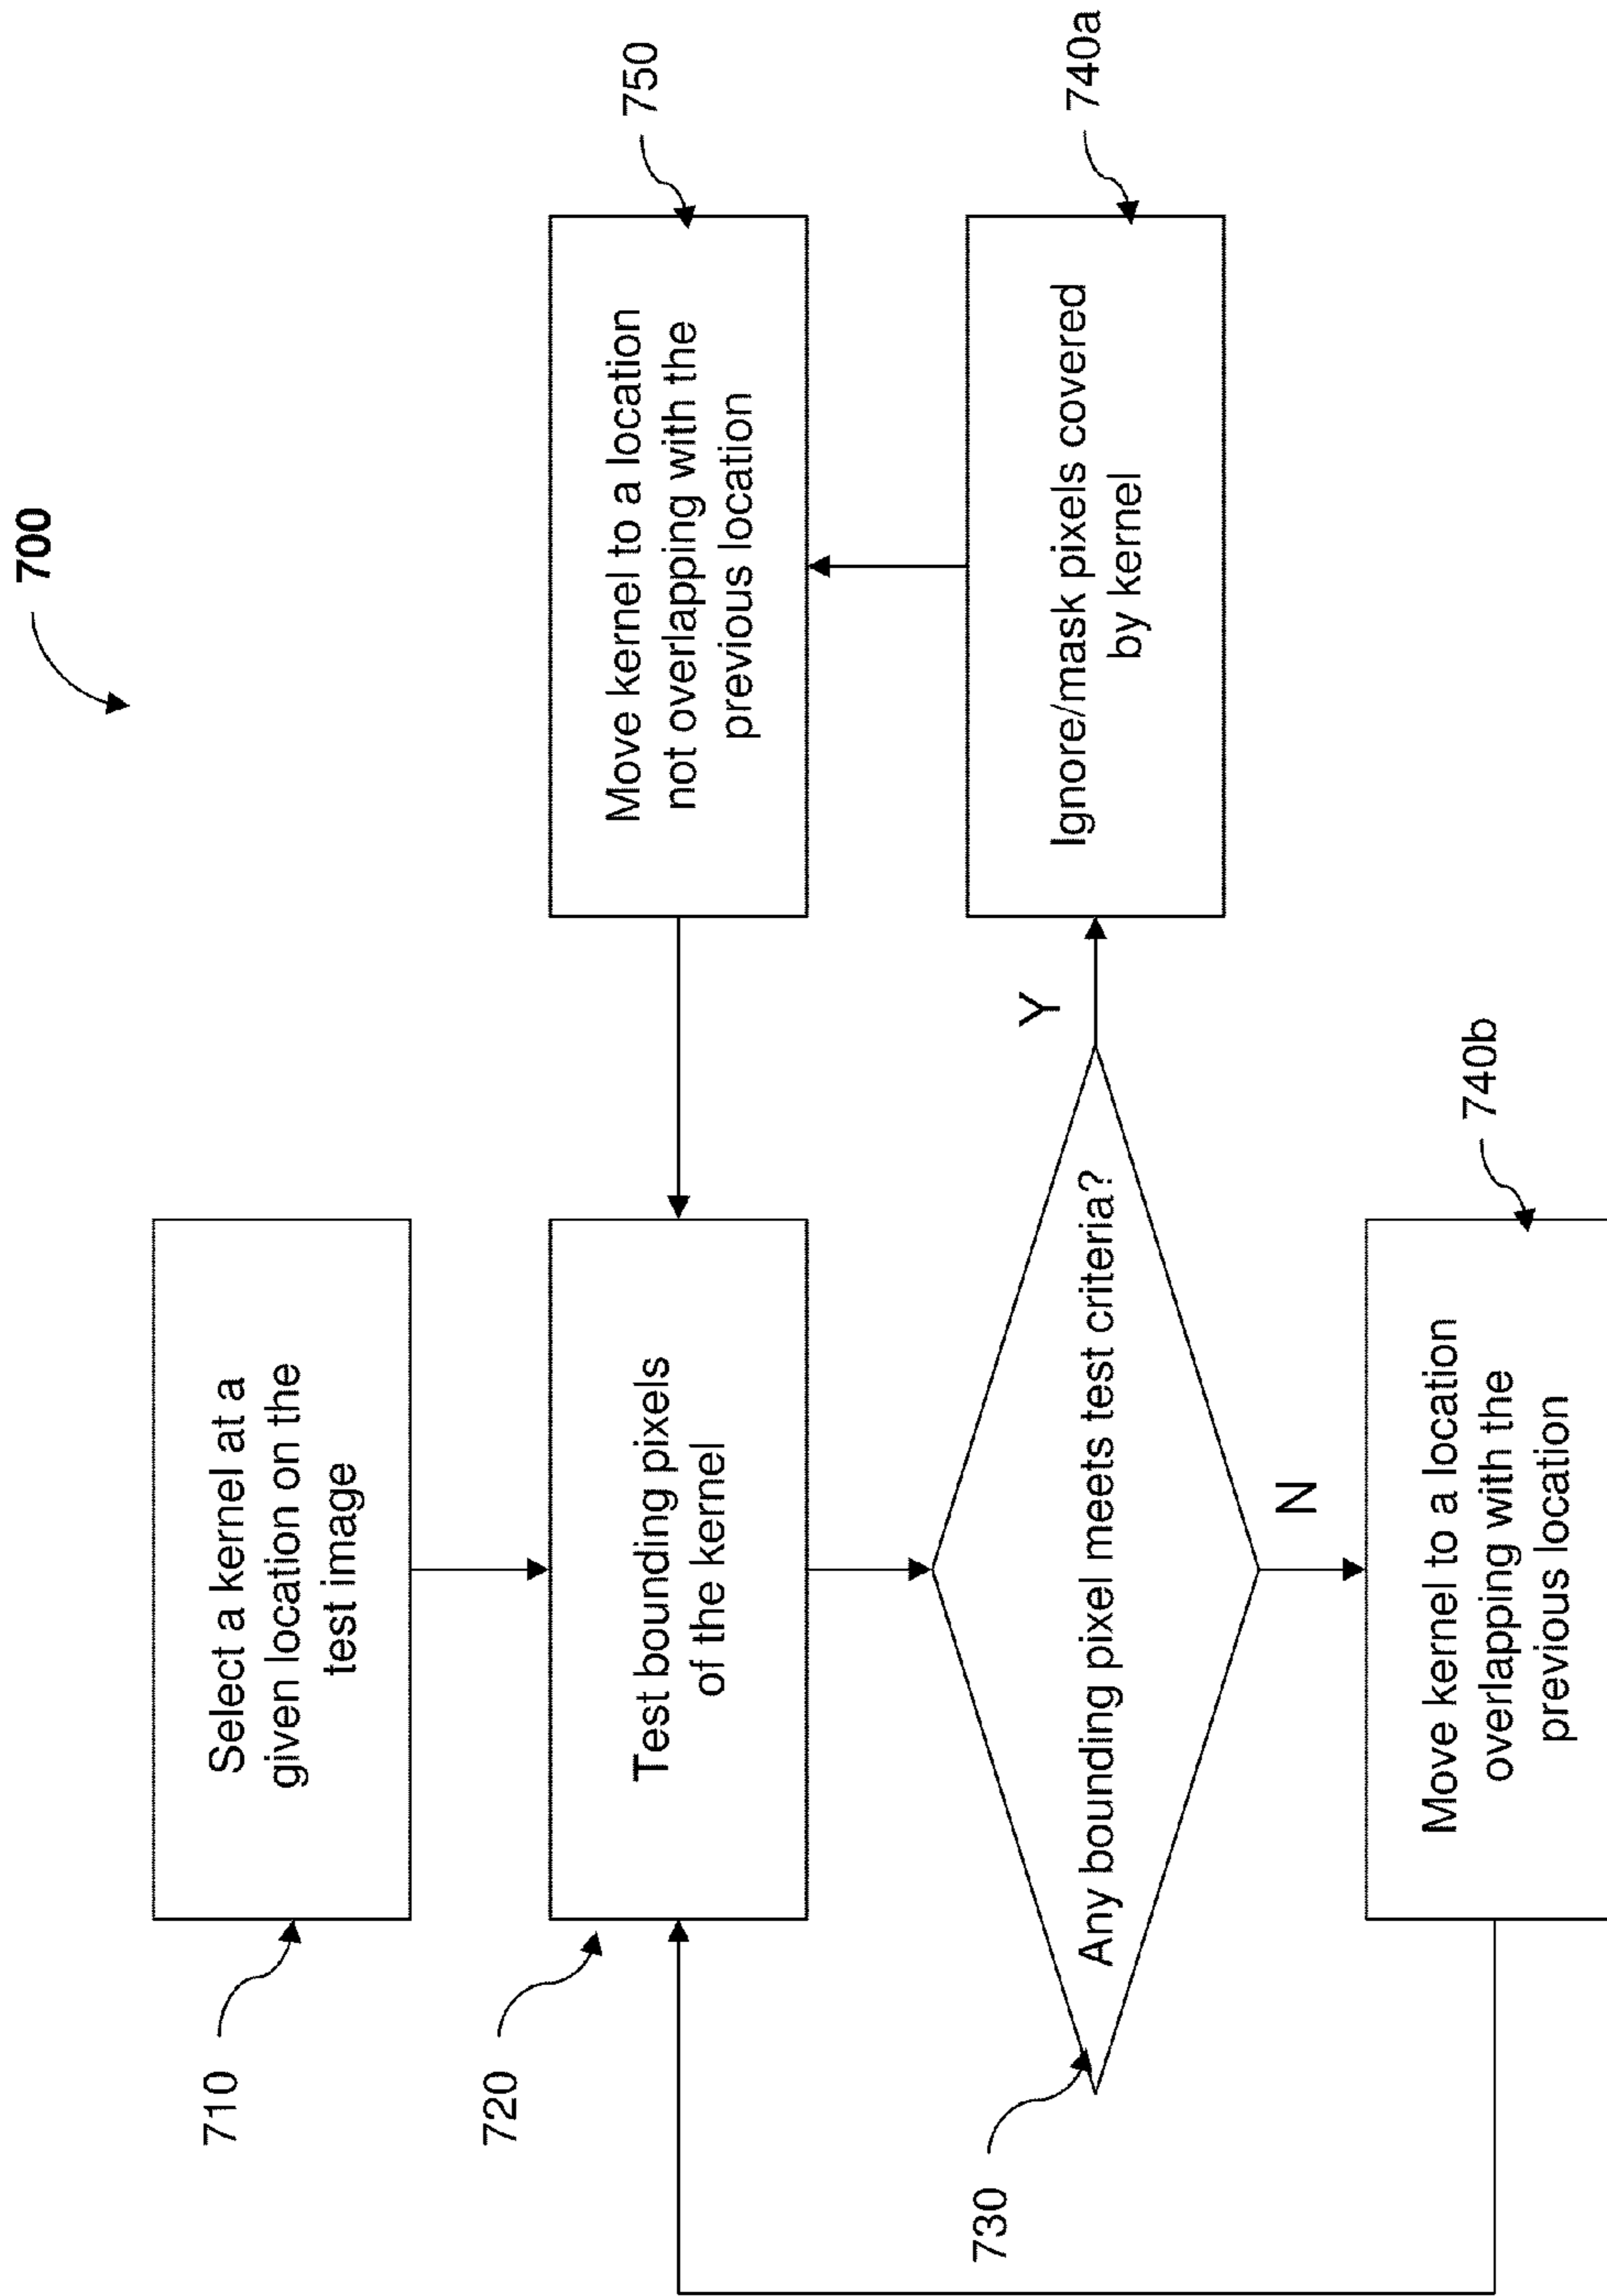 700
710
Select a kernel at a
given location on the
test image
720
Test bounding pixels
of the kernel
750
Move kernel to a location
not overlapping with the
previous location
730
Any bounding pixel meets test criteria?
Y
740a
Ignore/mask pixels covered
by kernel
N
740b
Move kernel to a location
overlapping with the
previous location